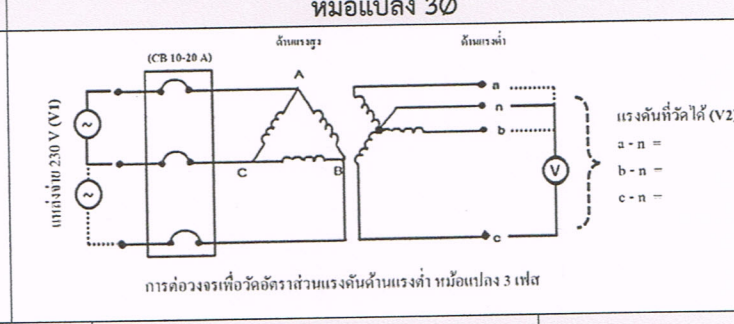 หม้อแปลง 3Ø
ด้านแรงสูง
ด้านแรงต่ำ
(CB 10-20 A)
A
a
n
b
C
B
V
c
แหล่งจ่าย 230 V (V1)
~
~
แรงดันที่วัดได้ (V2)
a - n =
b - n =
c - n =
การต่อวงจรเพื่อวัดอัตราส่วนแรงดันด้านแรงต่ำ หม้อแปลง 3 เฟส